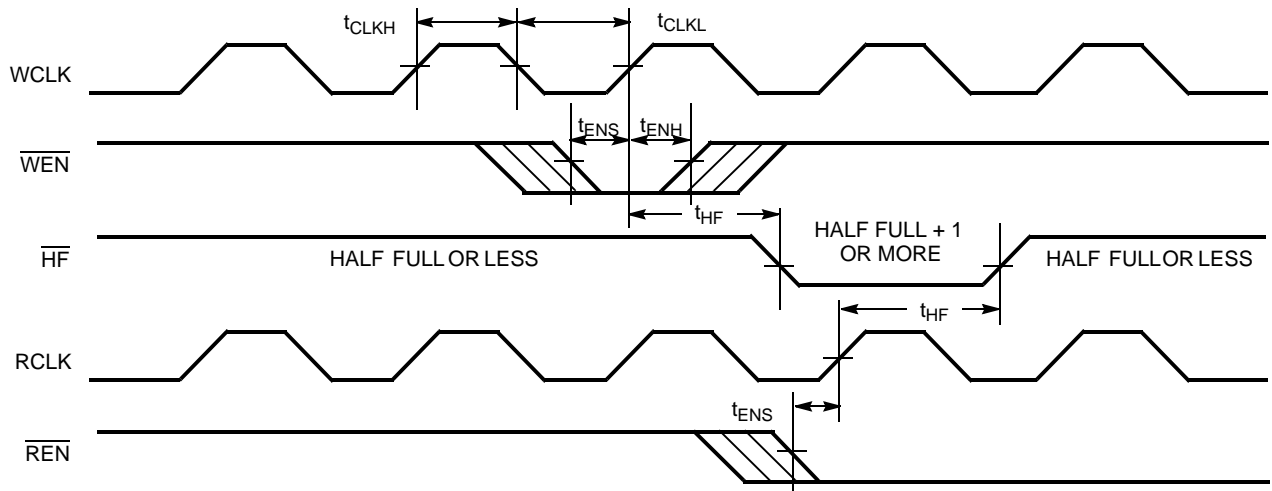 tCLKH
tCLKL
WCLK
tENS
tENH
WEN
tHF
HALF FULL + 1
OR MORE
HF
HALF FULL OR LESS
HALF FULL OR LESS
tHF
RCLK
tENS
REN